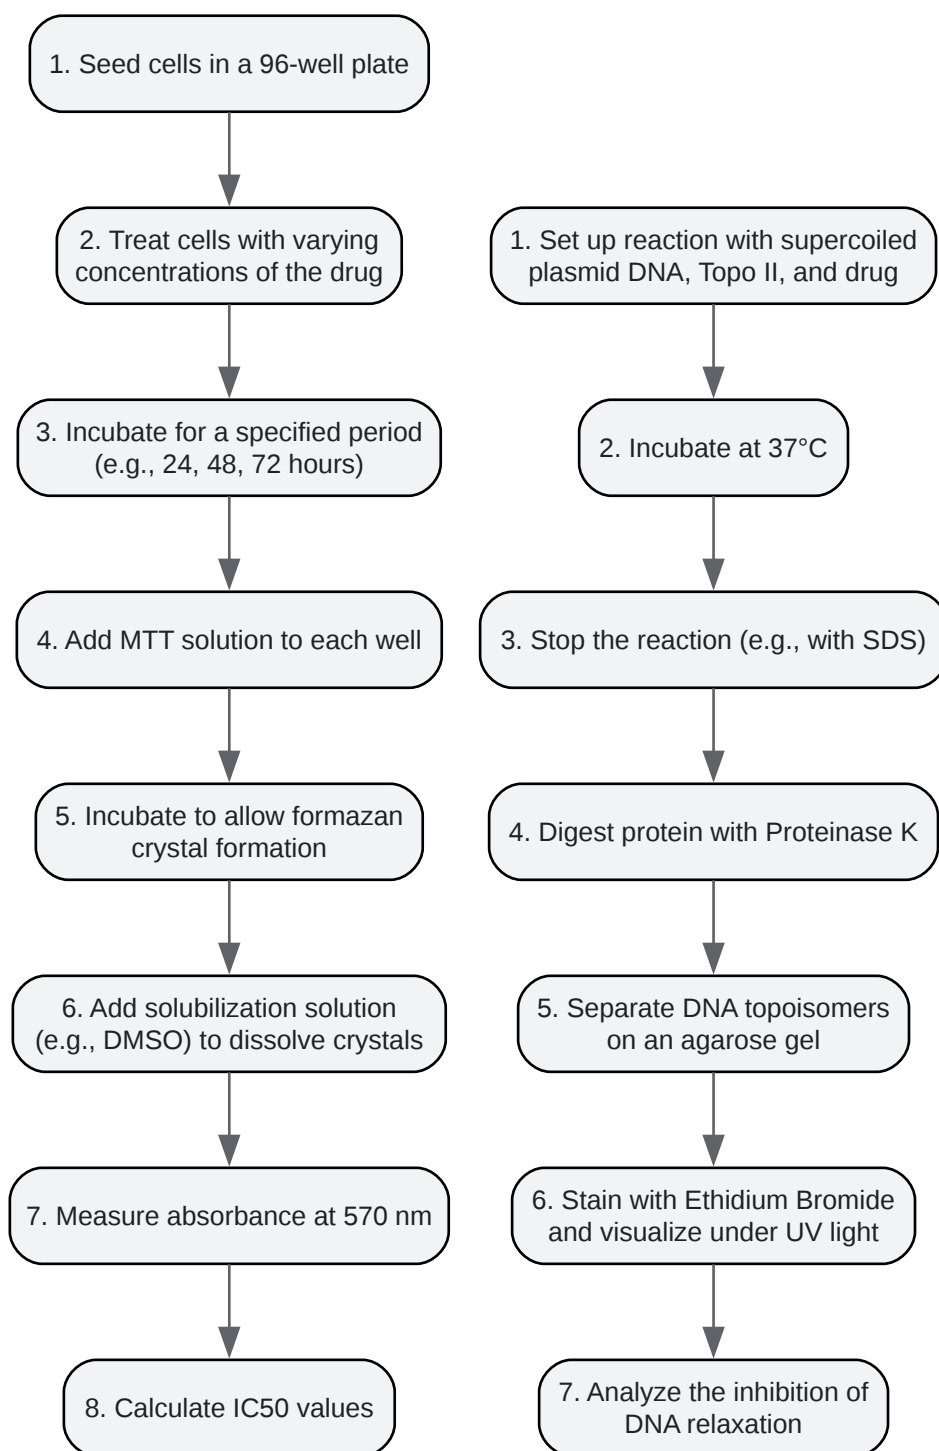 1. Seed cells in a 96-well plate
2. Treat cells with varying
concentrations of the drug
3. Incubate for a specified period
(e.g., 24, 48, 72 hours)
4. Add MTT solution to each well
5. Incubate to allow formazan
crystal formation
6. Add solubilization solution
(e.g., DMSO) to dissolve crystals
7. Measure absorbance at 570 nm
8. Calculate IC50 values
1. Set up reaction with supercoiled
plasmid DNA, Topo II, and drug
2. Incubate at 37°C
3. Stop the reaction (e.g., with SDS)
4. Digest protein with Proteinase K
5. Separate DNA topoisomers
on an agarose gel
6. Stain with Ethidium Bromide
and visualize under UV light
7. Analyze the inhibition of
DNA relaxation